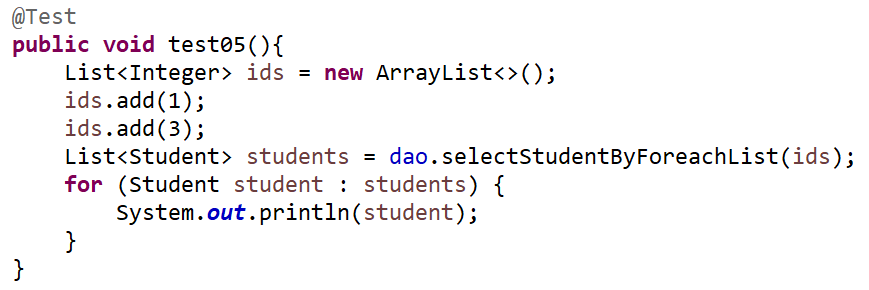 @Test
public void test05(){
    List<Integer> ids = new ArrayList<>();
    ids.add(1);
    ids.add(3);
    List<Student> students = dao.selectStudentByForeachList(ids);
    for (Student student : students) {
        System.out.println(student);
    }
}